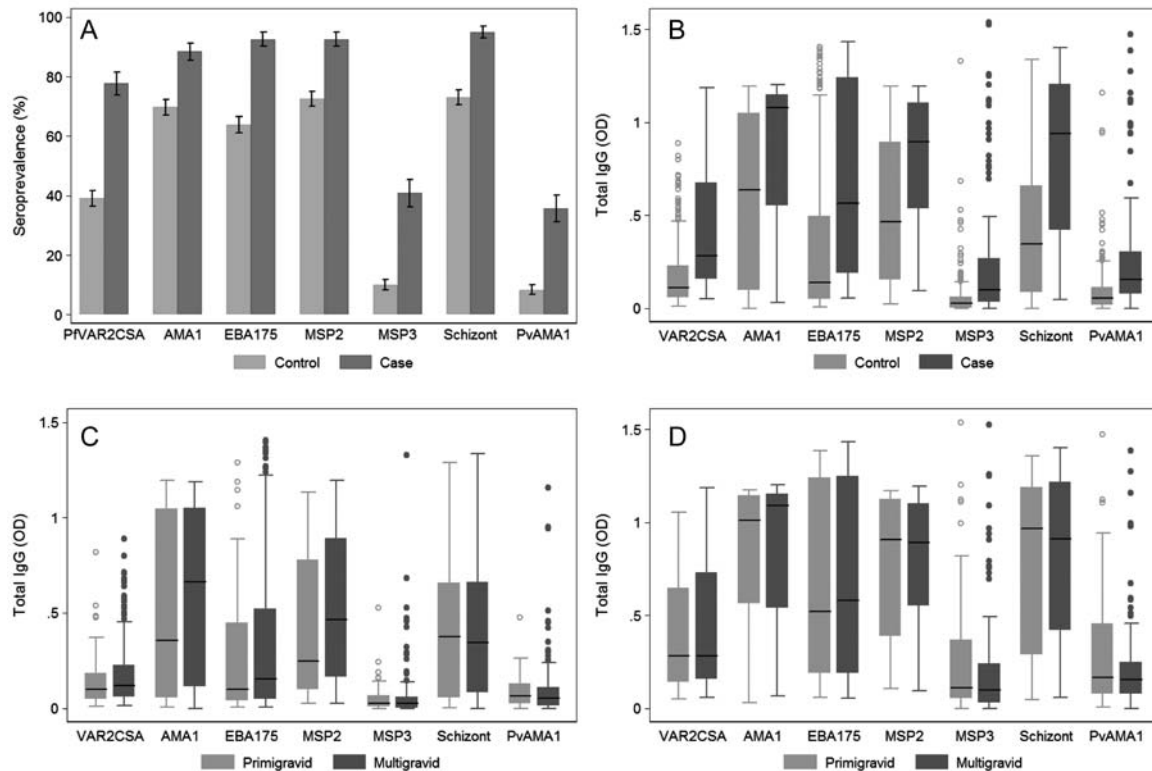 A
Seroprevalence (%)
100
80
60
40
20
0
PfVAR2CSA AMA1 EBA175 MSP2 MSP3 Schizont PvAMA1
Control Case
B
Total IgG (OD)
1.5
1
.5
0
VAR2CSA AMA1 EBA175 MSP2 MSP3 Schizont PvAMA1
Control Case
C
Total IgG (OD)
1.5
1
.5
0
VAR2CSA AMA1 EBA175 MSP2 MSP3 Schizont PvAMA1
Primigravid Multigravid
D
Total IgG (OD)
1.5
1
.5
0
VAR2CSA AMA1 EBA175 MSP2 MSP3 Schizont PvAMA1
Primigravid Multigravid